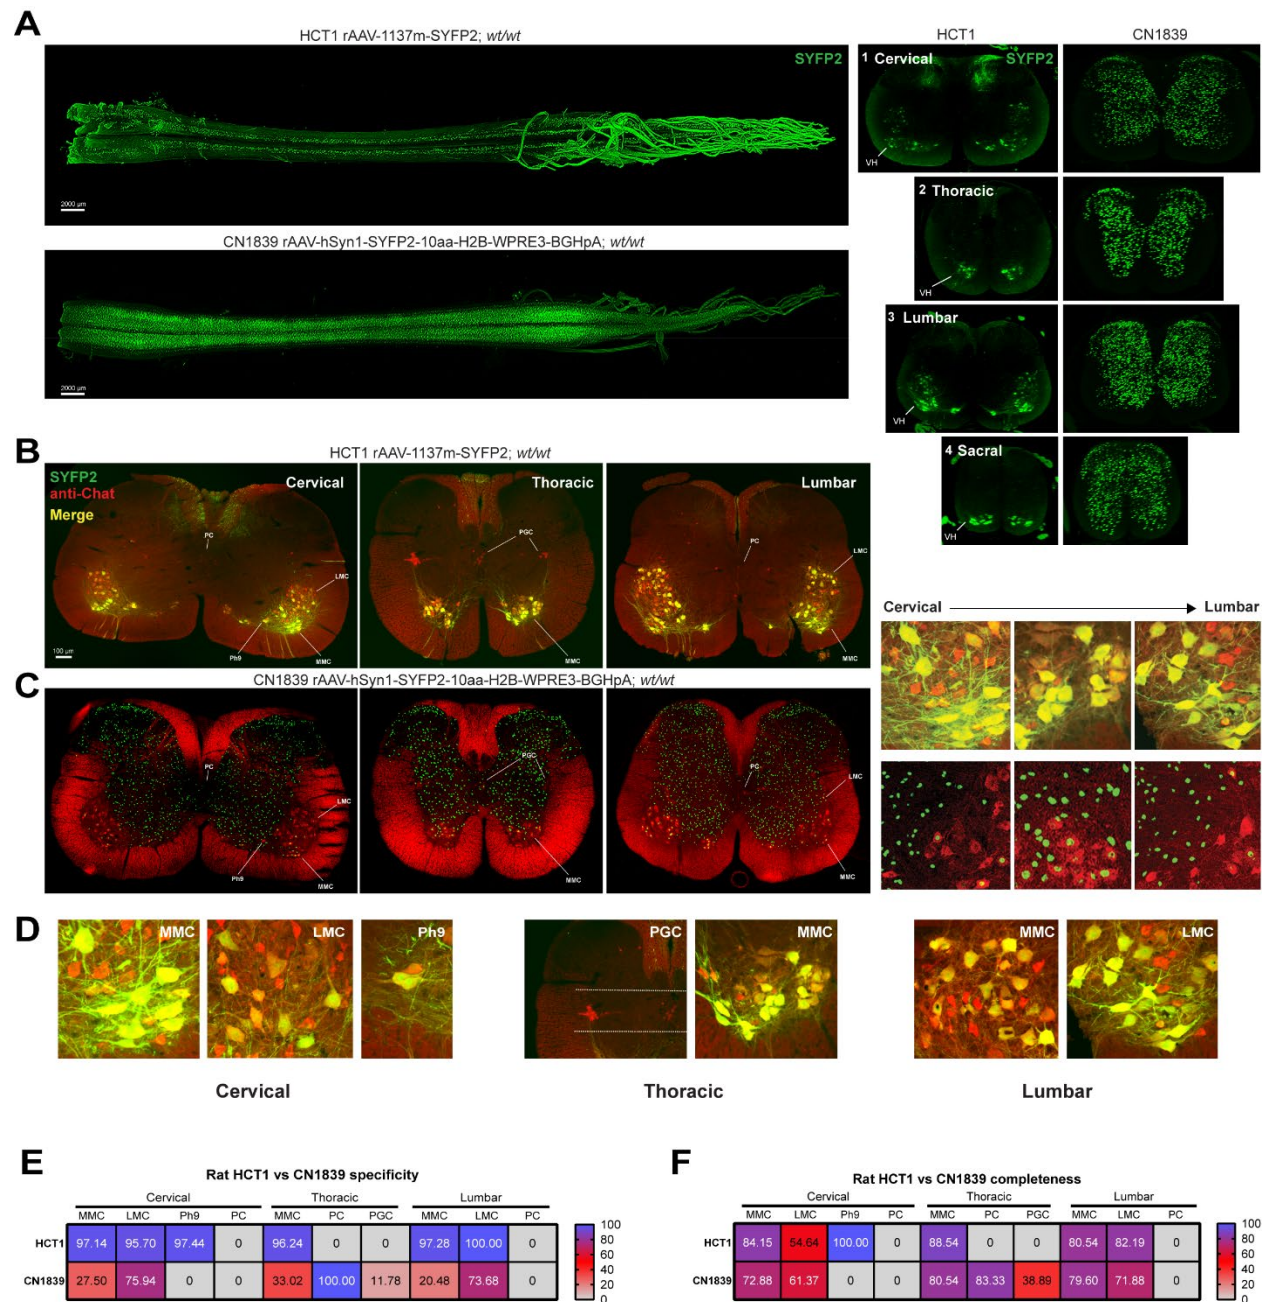 A
HCT1 rAAV-1137m-SYFP2; wt/wt
SYFP2
2000 µm
CN1839 rAAV-hSyn1-SYFP2-10aa-H2B-WPRE3-BGHpA; wt/wt
2000 µm
HCT1 CN1839
1 Cervical SYFP2
VH
2 Thoracic
VH
3 Lumbar
VH
4 Sacral
VH
B
HCT1 rAAV-1137m-SYFP2; wt/wt
SYFP2
anti-Chat
Merge
Cervical Thoracic Lumbar
PC PGC PC
LMC LMC
Ph9 MMC MMC MMC
100 µm
C
CN1839 rAAV-hSyn1-SYFP2-10aa-H2B-WPRE3-BGHpA; wt/wt
PC PGC PC
LMC LMC
Ph9 MMC MMC MMC
Cervical Lumbar
D
MMC LMC Ph9 PGC MMC MMC LMC
Cervical Thoracic Lumbar
E
Rat HCT1 vs CN1839 specificity
Cervical Thoracic Lumbar
MMC LMC Ph9 PC MMC PC PGC MMC LMC PC
HCT1 97.14 95.70 97.44 0 96.24 0 0 97.28 100.00 0
CN1839 27.50 75.94 0 0 33.02 100.00 11.78 20.48 73.68 0
100
80
60
40
20
0
F
Rat HCT1 vs CN1839 completeness
Cervical Thoracic Lumbar
MMC LMC Ph9 PC MMC PC PGC MMC LMC PC
HCT1 84.15 54.64 100.00 0 88.54 0 0 80.54 82.19 0
CN1839 72.88 61.37 0 0 80.54 83.33 38.89 79.60 71.88 0
100
80
60
40
20
0